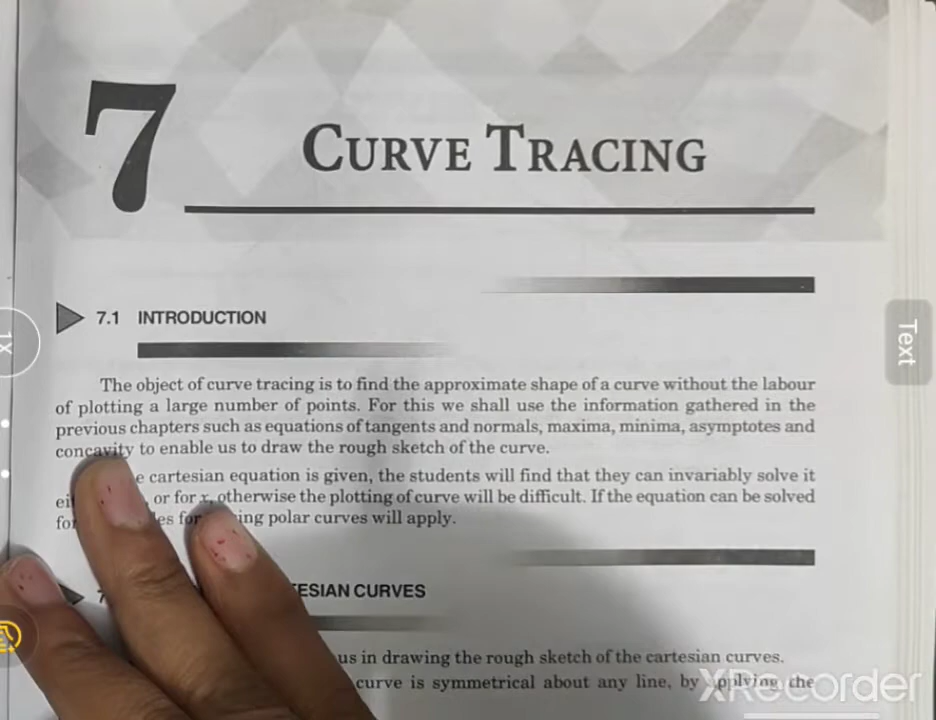 7
CURVE TRACING
7.1 INTRODUCTION
The object of curve tracing is to find the approximate shape of a curve without the labour
of plotting a large number of points. For this we shall use the information gathered in the
previous chapters such as equations of tangents and normals, maxima, minima, asymptotes and
concavity to enable us to draw the rough sketch of the curve.
cartesian equation is given, the students will find that they can invariably solve it
or for x, otherwise the plotting of curve will be difficult. If the equation can be solved
polar curves will apply.
CURVES
us in drawing the rough sketch of the cartesian curves.
curve is symmetrical about any line, by applying the
Text
1X
XRecorder